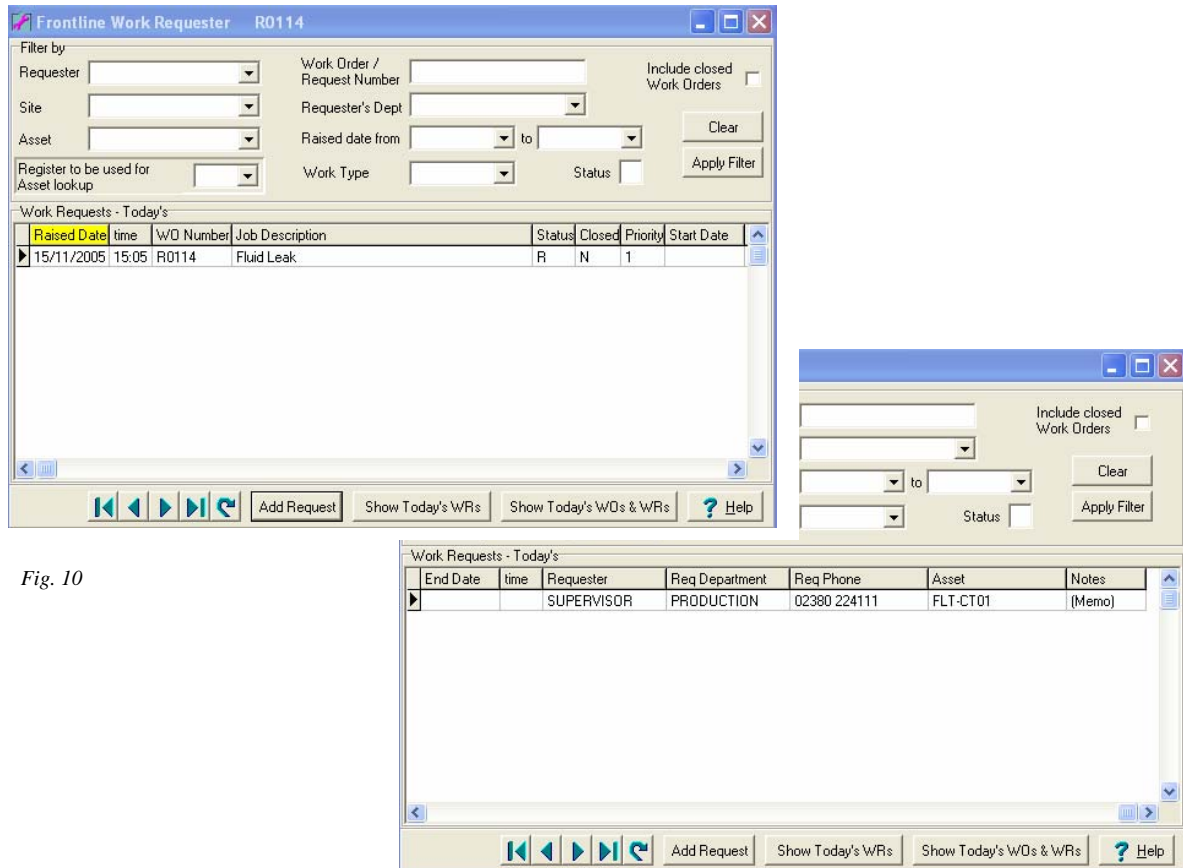 Frontline Work Requester R0114
Filter by
Requester
Work Order / Request Number
Include closed Work Orders
Site
Requester's Dept
Asset
Raised date from to
Clear
Register to be used for Asset lookup
Work Type
Status
Apply Filter
Work Requests - Today's
Raised Date time WO Number Job Description Status Closed Priority Start Date
15/11/2005 15:05 R0114 Fluid Leak R N 1
Add Request Show Today's WRs Show Today's WOs & WRs ? Help
Fig. 10
Include closed Work Orders
to
Clear
Status
Apply Filter
Work Requests - Today's
End Date time Requester Req Department Req Phone Asset Notes
SUPERVISOR PRODUCTION 02380 224111 FLT-CT01 (Memo)
Add Request Show Today's WRs Show Today's WOs & WRs ? Help